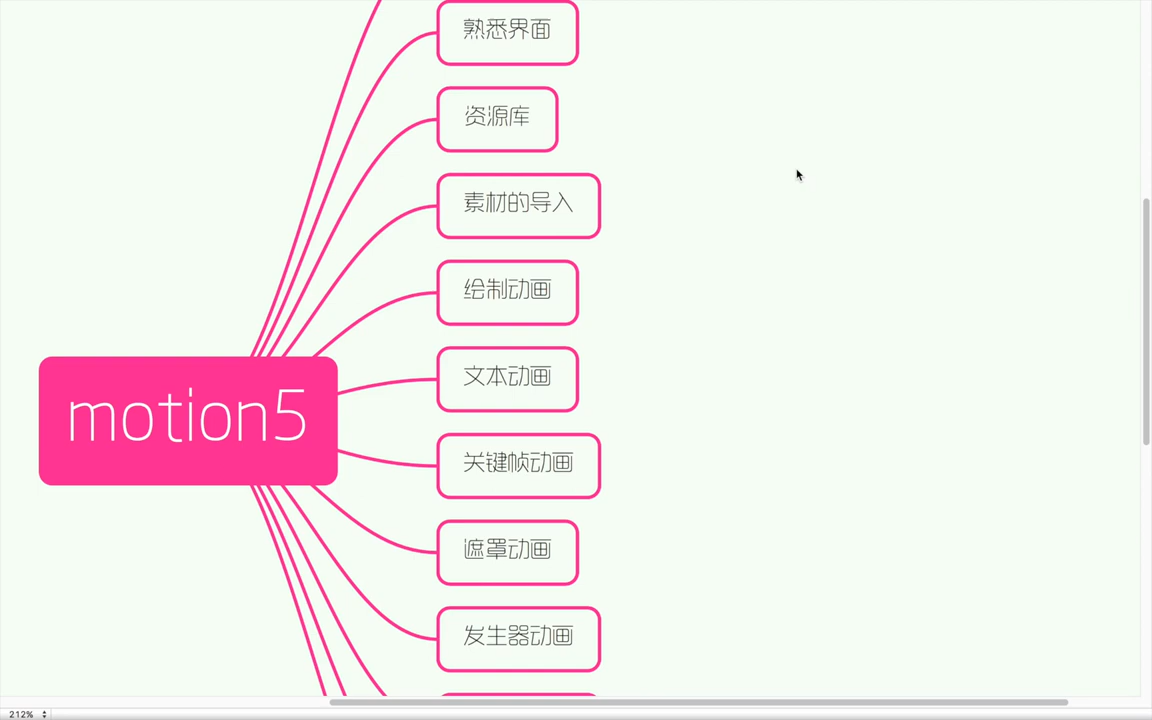 熟悉界面
资源库
素材的导入
绘制动画
文本动画
motion5
关键帧动画
遮罩动画
发生器动画
212%